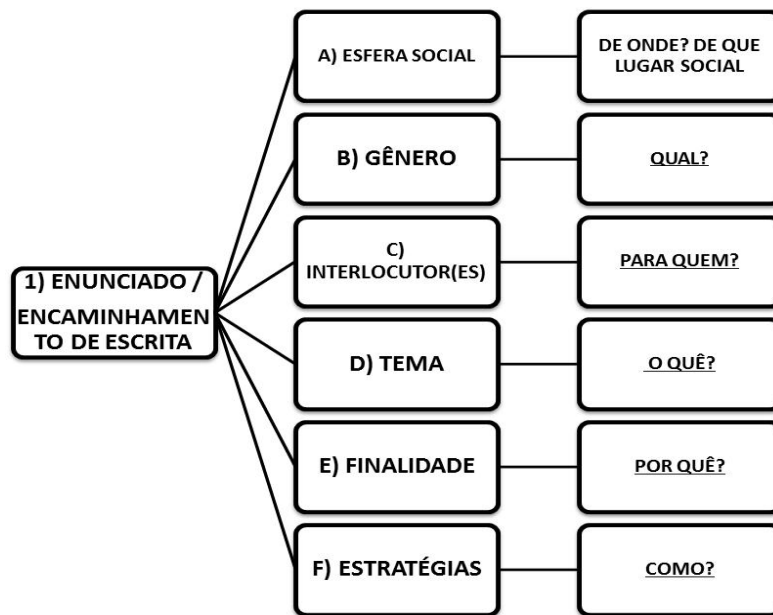 1) ENUNCIADO /
ENCAMINHAMEN
TO DE ESCRITA
A) ESFERA SOCIAL
DE ONDE? DE QUE
LUGAR SOCIAL
B) GÊNERO
QUAL?
C)
INTERLOCUTOR(ES)
PARA QUEM?
D) TEMA
O QUÊ?
E) FINALIDADE
POR QUÊ?
F) ESTRATÉGIAS
COMO?